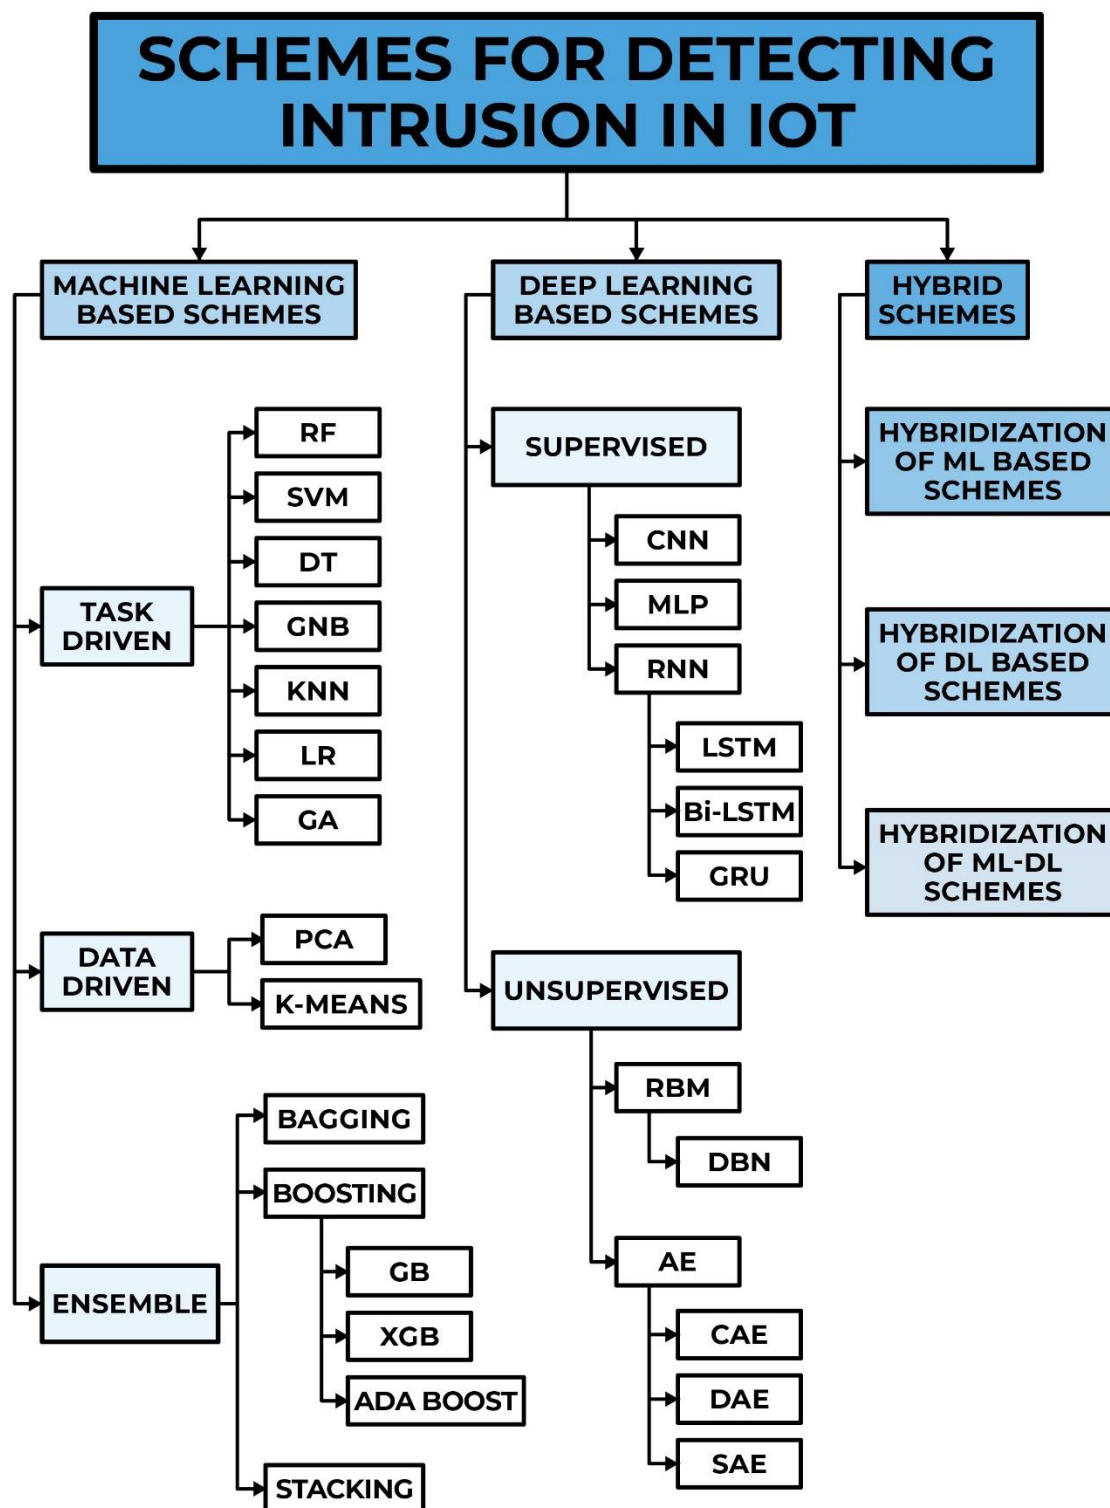 SCHEMES FOR DETECTING
INTRUSION IN IOT
MACHINE LEARNING
BASED SCHEMES
TASK
DRIVEN
RF
SVM
DT
GNB
KNN
LR
GA
DATA
DRIVEN
PCA
K-MEANS
ENSEMBLE
BAGGING
BOOSTING
GB
XGB
ADA BOOST
STACKING
DEEP LEARNING
BASED SCHEMES
SUPERVISED
CNN
MLP
RNN
LSTM
Bi-LSTM
GRU
UNSUPERVISED
RBM
DBN
AE
CAE
DAE
SAE
HYBRID
SCHEMES
HYBRIDIZATION
OF ML BASED
SCHEMES
HYBRIDIZATION
OF DL BASED
SCHEMES
HYBRIDIZATION
OF ML-DL
SCHEMES